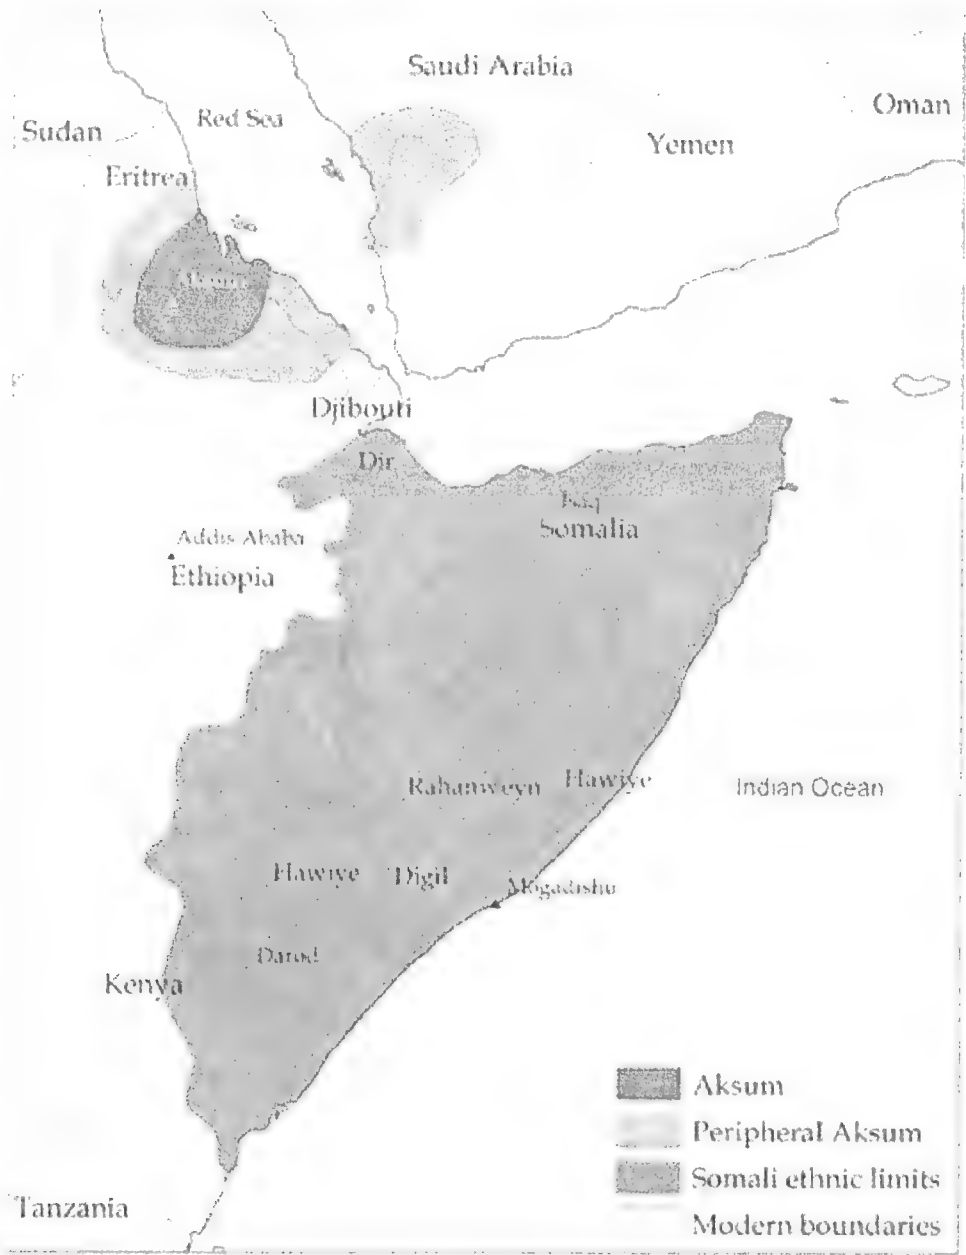 Saudi Arabia
Oman
Red Sea
Sudan
Yemen
Eritrea
Djibouti
Dir
Isaq
Somalia
Addis Ababa
Ethiopia
Rahanweyn
Hawiye
Indian Ocean
Hawiye
Digil
Mogadishu
Darod
Kenya
Aksum
Peripheral Aksum
Somali ethnic limits
Tanzania
Modern boundaries